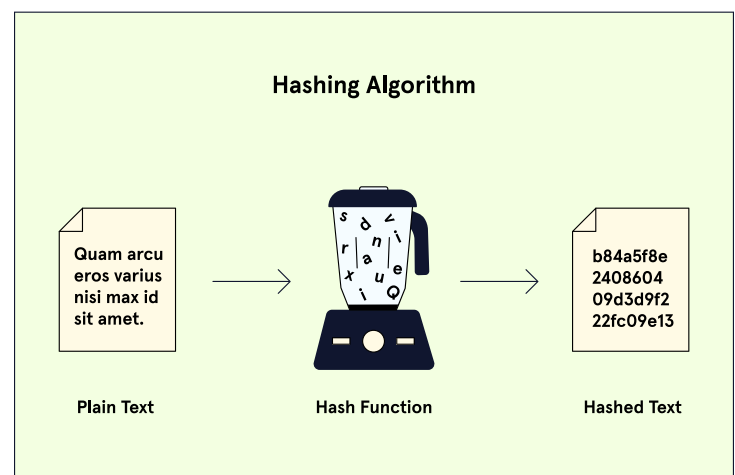 Hashing Algorithm
Quam arcu
eros varius
nisi max id
sit amet.
s d v i
r n
a
x u e
i Q
b84a5f8e
2408604
09d3d9f2
22fc09e13
Plain Text
Hash Function
Hashed Text